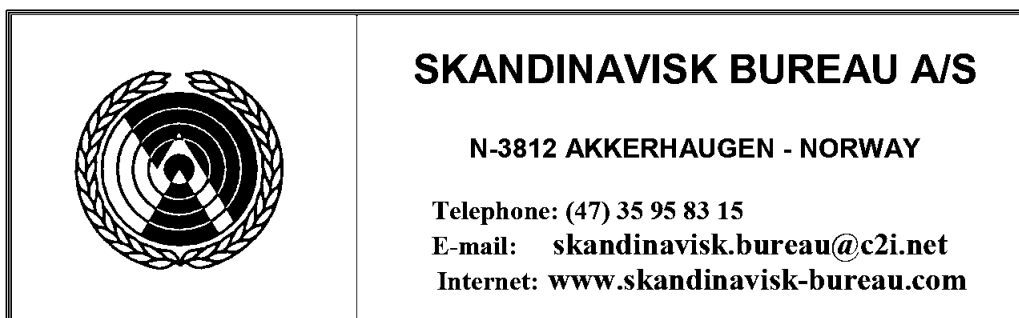 SKANDINAVISK BUREAU A/S
N-3812 AKKERHAUGEN - NORWAY
Telephone: (47) 35 95 83 15
E-mail: skandinavisk.bureau@c2i.net
Internet: www.skandinavisk-bureau.com